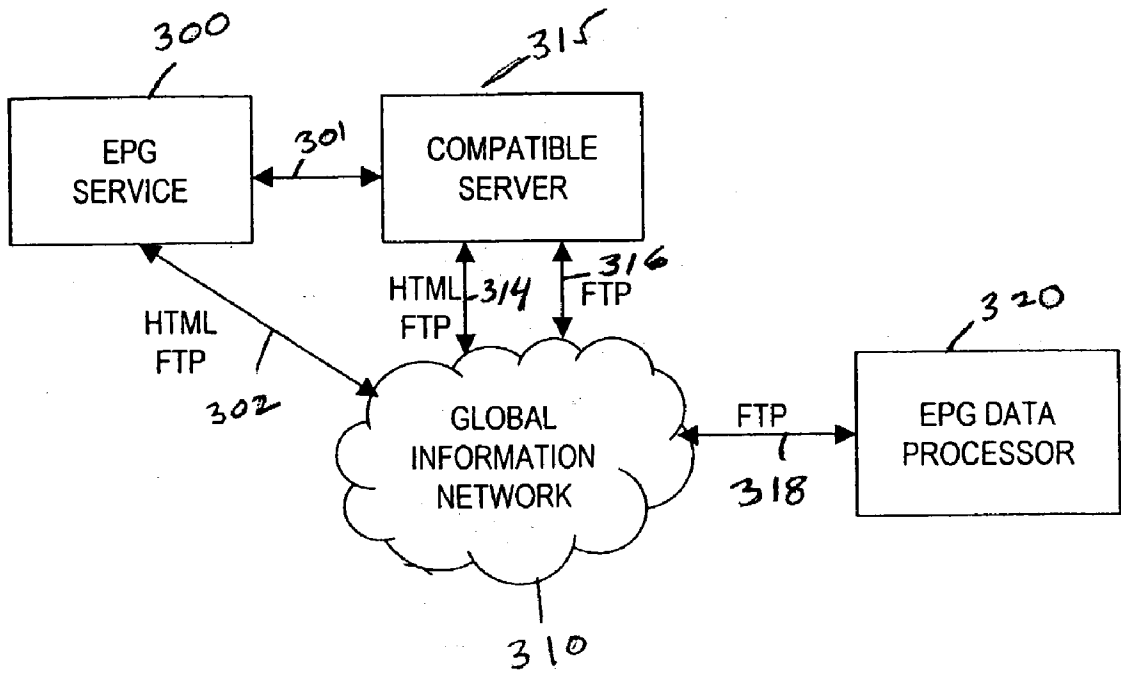 300
315
EPG
SERVICE
301
COMPATIBLE
SERVER
HTML
FTP
302
HTML
FTP
314
316
FTP
320
GLOBAL
INFORMATION
NETWORK
FTP
318
EPG DATA
PROCESSOR
310